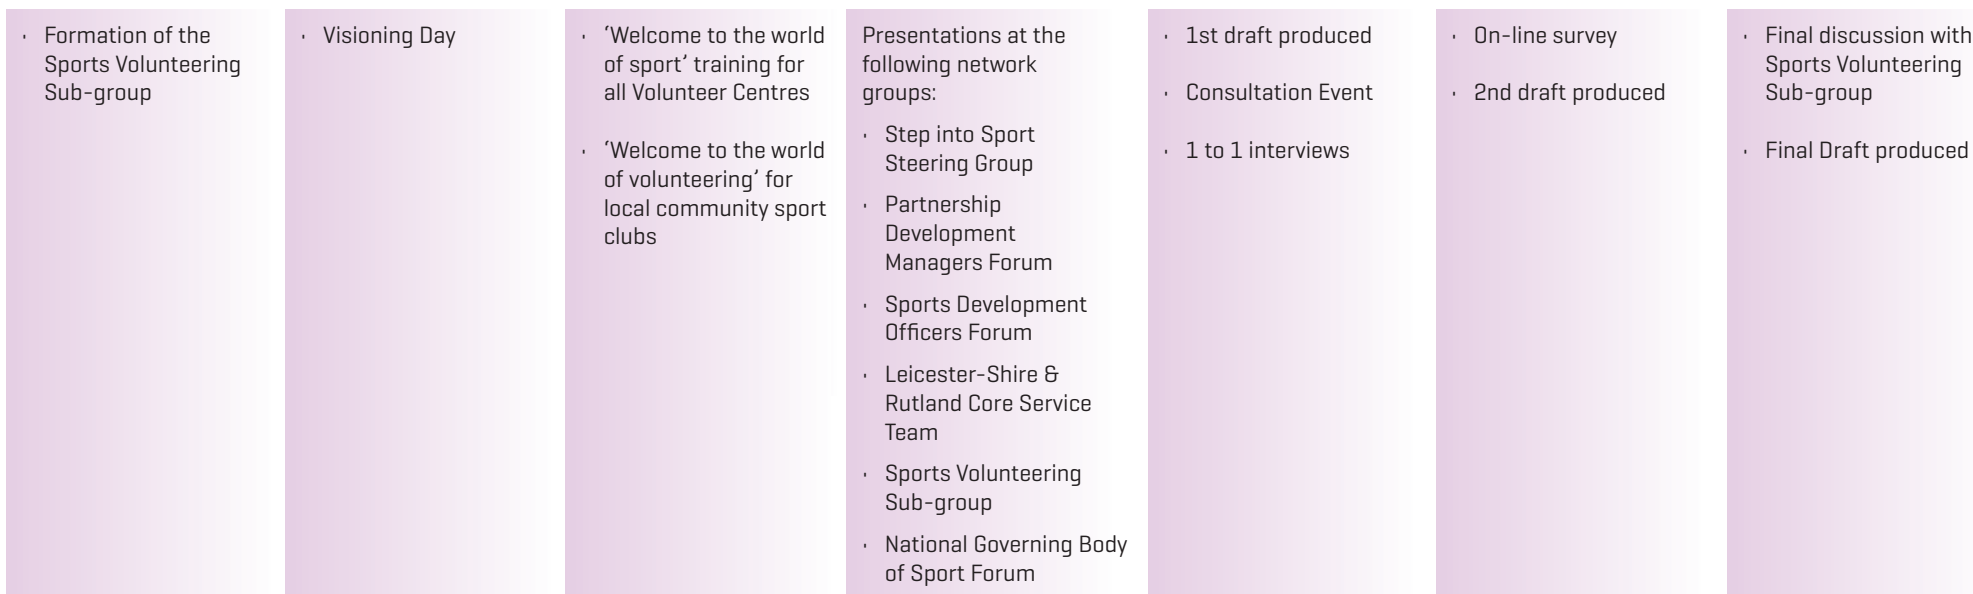 · Formation of the
Sports Volunteering
Sub-group
· Visioning Day
· ‘Welcome to the world
of sport’ training for
all Volunteer Centres
· ‘Welcome to the world
of volunteering’ for
local community sport
clubs
Presentations at the
following network
groups:
· Step into Sport
Steering Group
· Partnership
Development
Managers Forum
· Sports Development
Officers Forum
· Leicester-Shire &
Rutland Core Service
Team
· Sports Volunteering
Sub-group
· National Governing Body
of Sport Forum
· 1st draft produced
· Consultation Event
· 1 to 1 interviews
· On-line survey
· 2nd draft produced
· Final discussion with
Sports Volunteering
Sub-group
· Final Draft produced